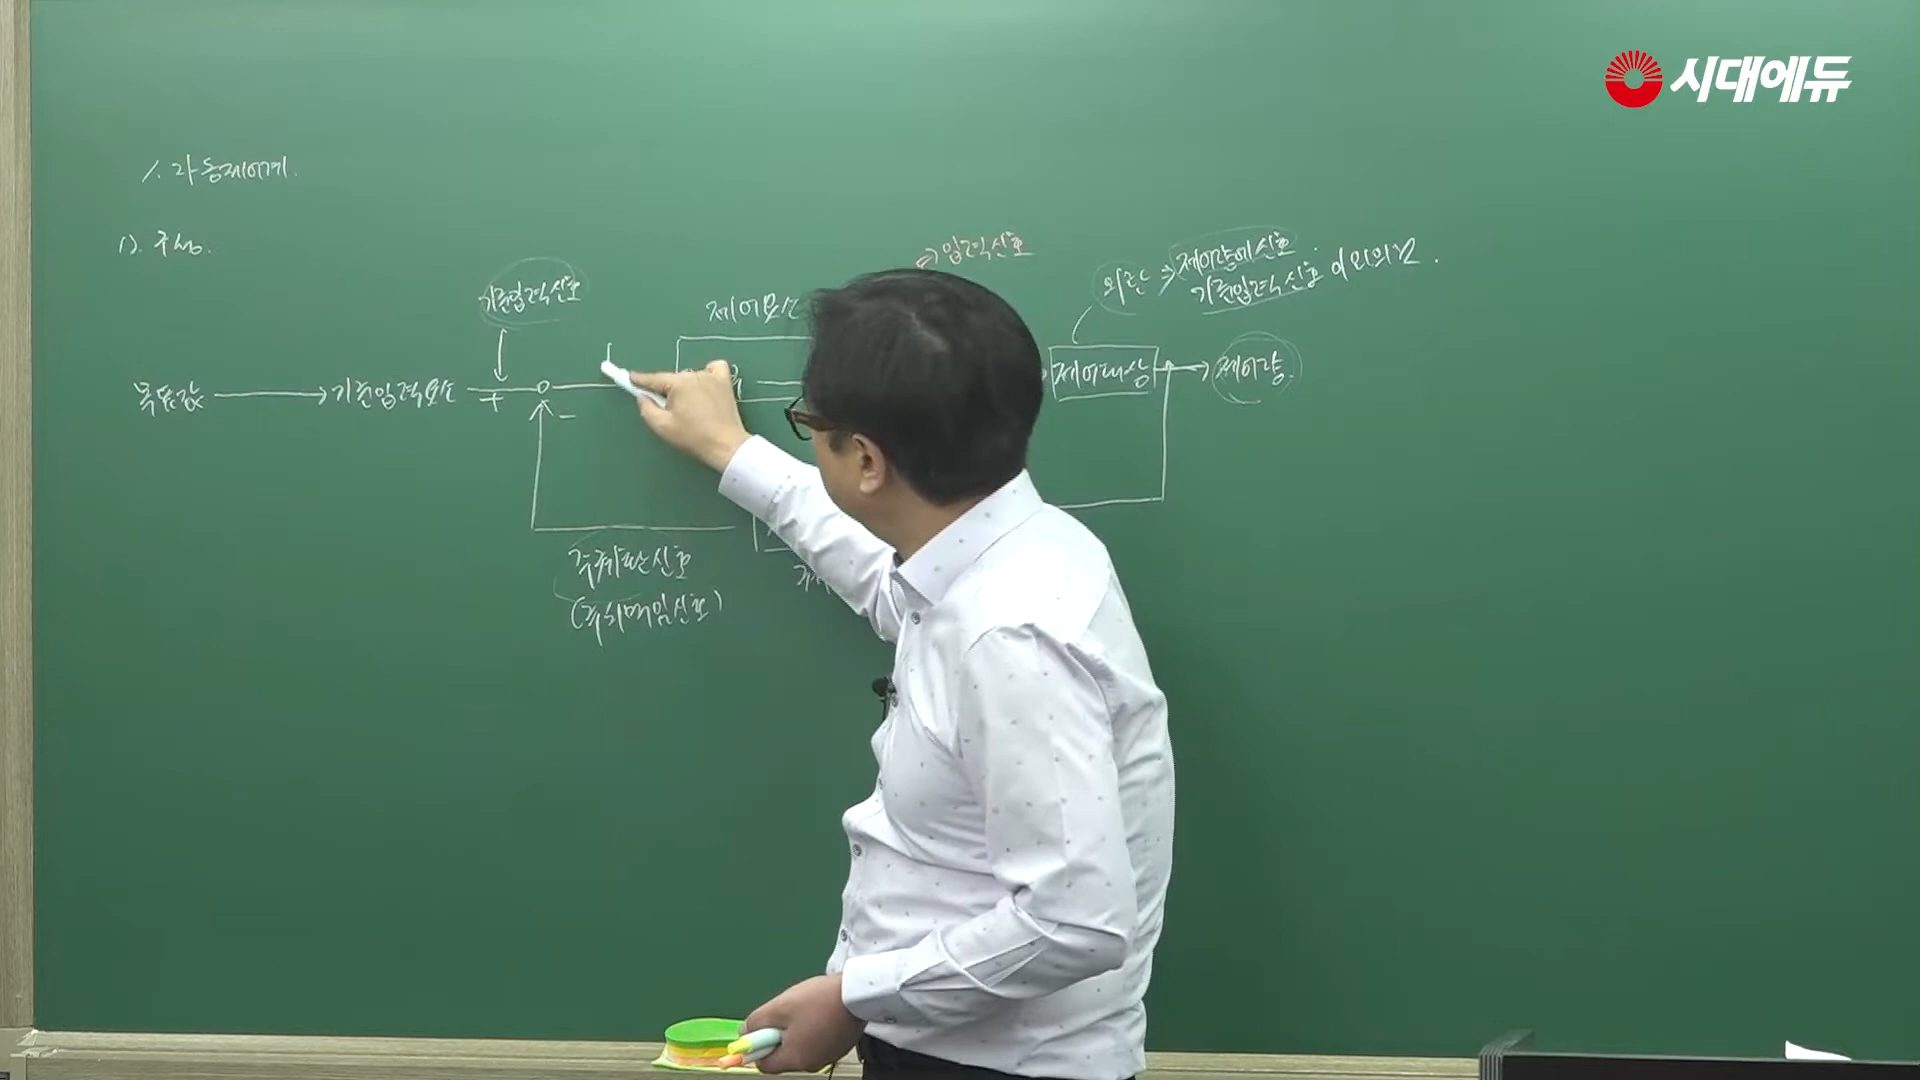 시대에듀
1. 자동제어계.
1). 구성.
기준입력신호
제어요소
입력신호
외란 ⇒ 제어량에 신호
기준입력신호 이외의 것.
목표값 → 기준입력요소 + -
제어대상 → 제어량.
주궤환신호
(주피드백신호)